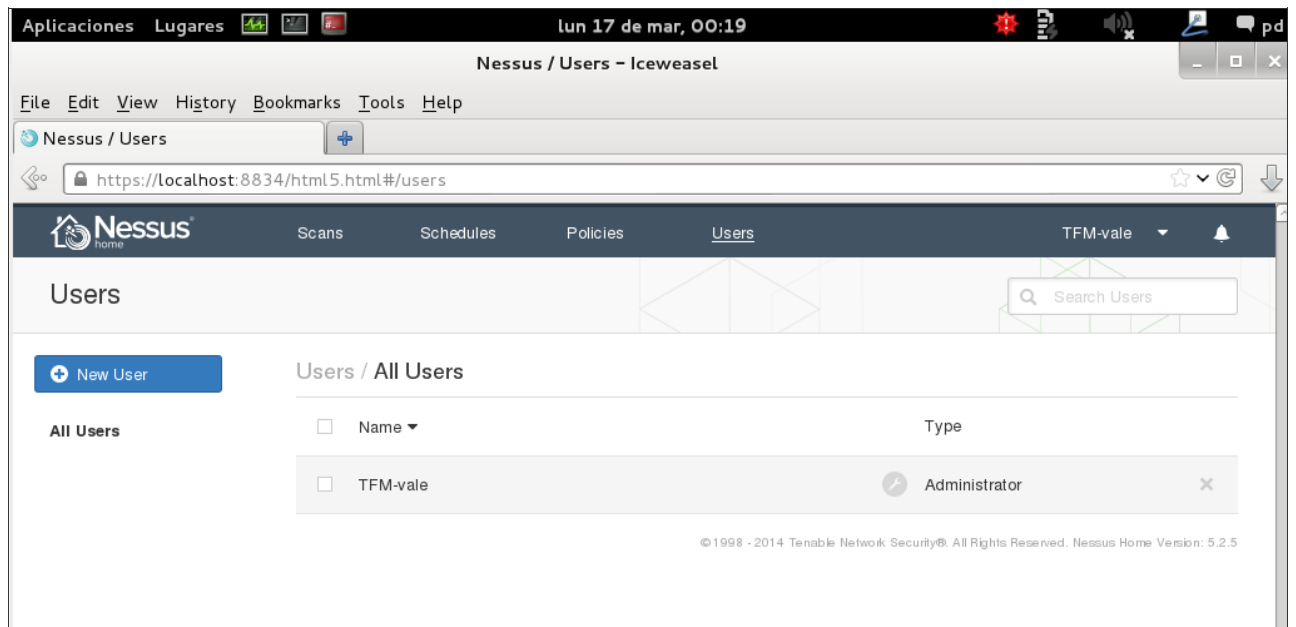 Aplicaciones Lugares lun 17 de mar, 00:19 pd
Nessus / Users – Iceweasel
File Edit View History Bookmarks Tools Help
Nessus / Users
https://localhost:8834/html5.html#/users
Nessus® home Scans Schedules Policies Users TFM-vale
Users Search Users
New User
Users / All Users
All Users
Name Type
TFM-vale Administrator
© 1998 - 2014 Tenable Network Security®. All Rights Reserved. Nessus Home Version: 5.2.5